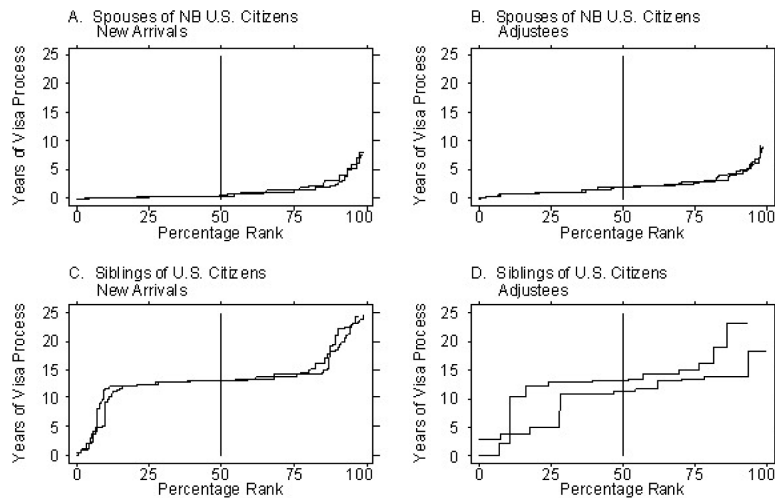 A. Spouses of NB U.S. Citizens
New Arrivals
Years of Visa Process
25
20
15
10
5
0
0 25 50 75 100
Percentage Rank
B. Spouses of NB U.S. Citizens
Adjustees
Years of Visa Process
25
20
15
10
5
0
0 25 50 75 100
Percentage Rank
C. Siblings of U.S. Citizens
New Arrivals
Years of Visa Process
25
20
15
10
5
0
0 25 50 75 100
Percentage Rank
D. Siblings of U.S. Citizens
Adjustees
Years of Visa Process
25
20
15
10
5
0
0 25 50 75 100
Percentage Rank